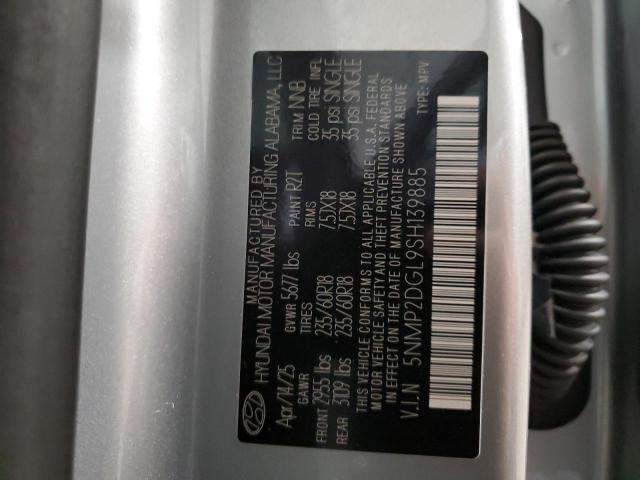 MANUFACTURED BY
HYUNDAI MOTOR MANUFACTURING ALABAMA, LLC
Apr/14/25 GVWR 5677 lbs PAINT R2T TRIM NNB
GAWR TIRES RIMS COLD TIRE INFL
FRONT 2955 lbs 235/60R18 7.5JX18 35 psi SINGLE
REAR 3109 lbs 235/60R18 7.5JX18 35 psi SINGLE
THIS VEHICLE CONFORMS TO ALL APPLICABLE U.S.A. FEDERAL
MOTOR VEHICLE SAFETY AND THEFT PREVENTION STANDARDS
IN EFFECT ON THE DATE OF MANUFACTURE SHOWN ABOVE
V.I.N 5NMP2DGL9SH139885 TYPE: MPV